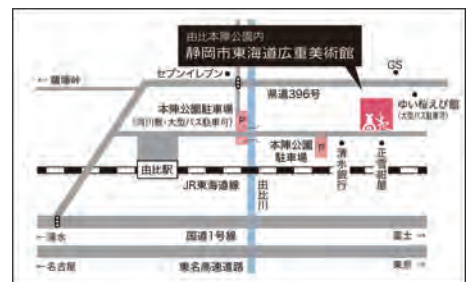 由比本陣公園内
静岡市東海道広重美術館
セブンイレブン
GS
←薩埵峠
県道396号
本陣公園駐車場
(河川敷・大型バス駐車可)
P
ゆい桜えび館
(大型バス駐車可)
本陣公園
駐車場
P
由比駅
清水銀行
正雪紺屋
JR東海道線
由比川
←清水
国道1号線
富士→
←名古屋
東名高速道路
東京→